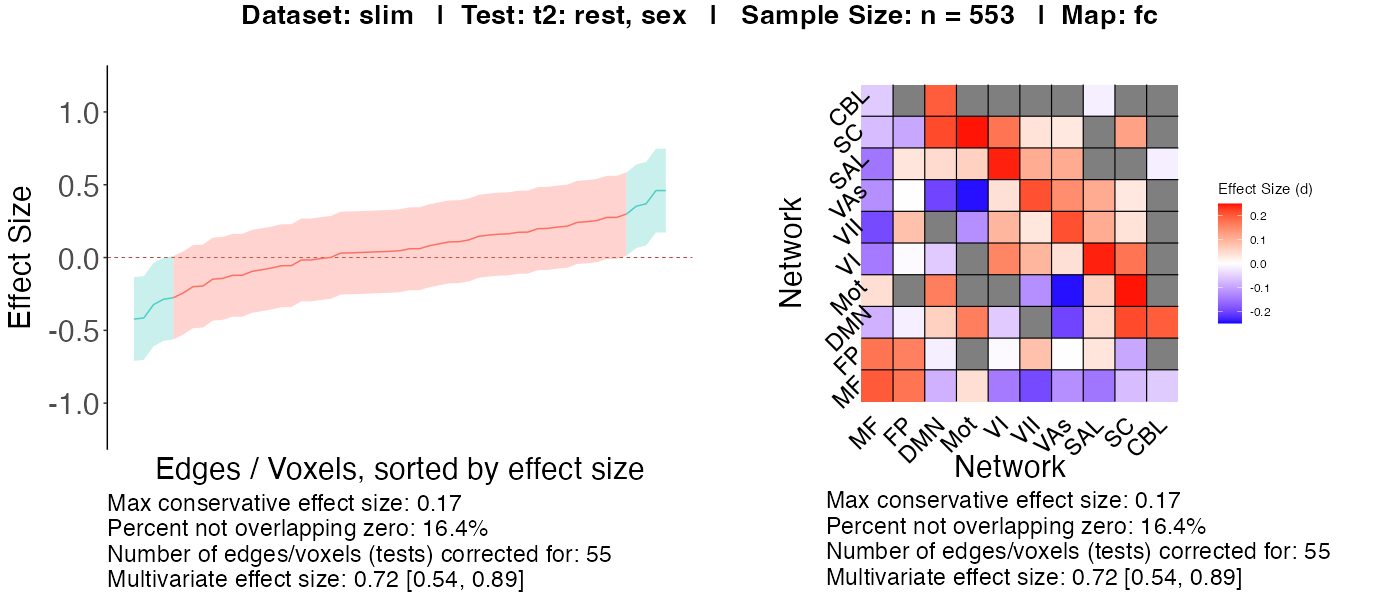 Dataset: slim | Test: t2: rest, sex | Sample Size: n = 553 | Map: fc
Effect Size
1.0
0.5
0.0
-0.5
-1.0
Edges / Voxels, sorted by effect size
Max conservative effect size: 0.17
Percent not overlapping zero: 16.4%
Number of edges/voxels (tests) corrected for: 55
Multivariate effect size: 0.72 [0.54, 0.89]
Network
CBL
SC
SAL
VAs
VII
VI
Mot
DMN
FP
MF
MF
FP
DMN
Mot
VI
VII
VAs
SAL
SC
CBL
Network
Effect Size (d)
0.2
0.1
0.0
-0.1
-0.2
Max conservative effect size: 0.17
Percent not overlapping zero: 16.4%
Number of edges/voxels (tests) corrected for: 55
Multivariate effect size: 0.72 [0.54, 0.89]